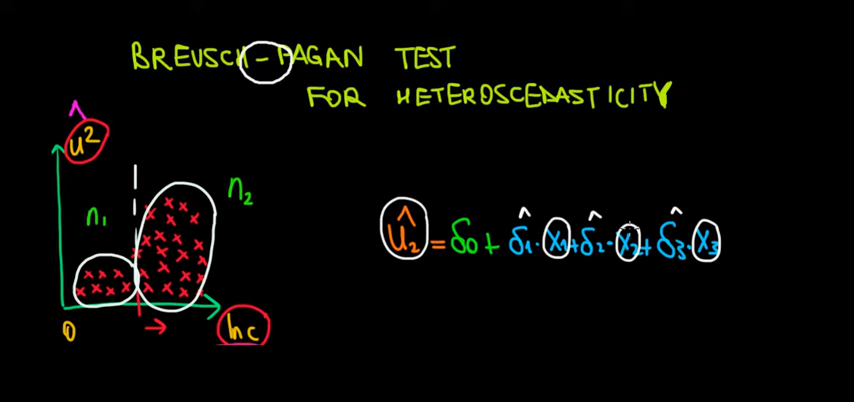 BREUSCH-PAGAN TEST
FOR HETEROSCEDASTICITY
û²
n₁
n₂
û₂ = δ0 + δ̂₁·x₁ + δ̂₂·x₂ + δ̂₃·x₃
0
Inc